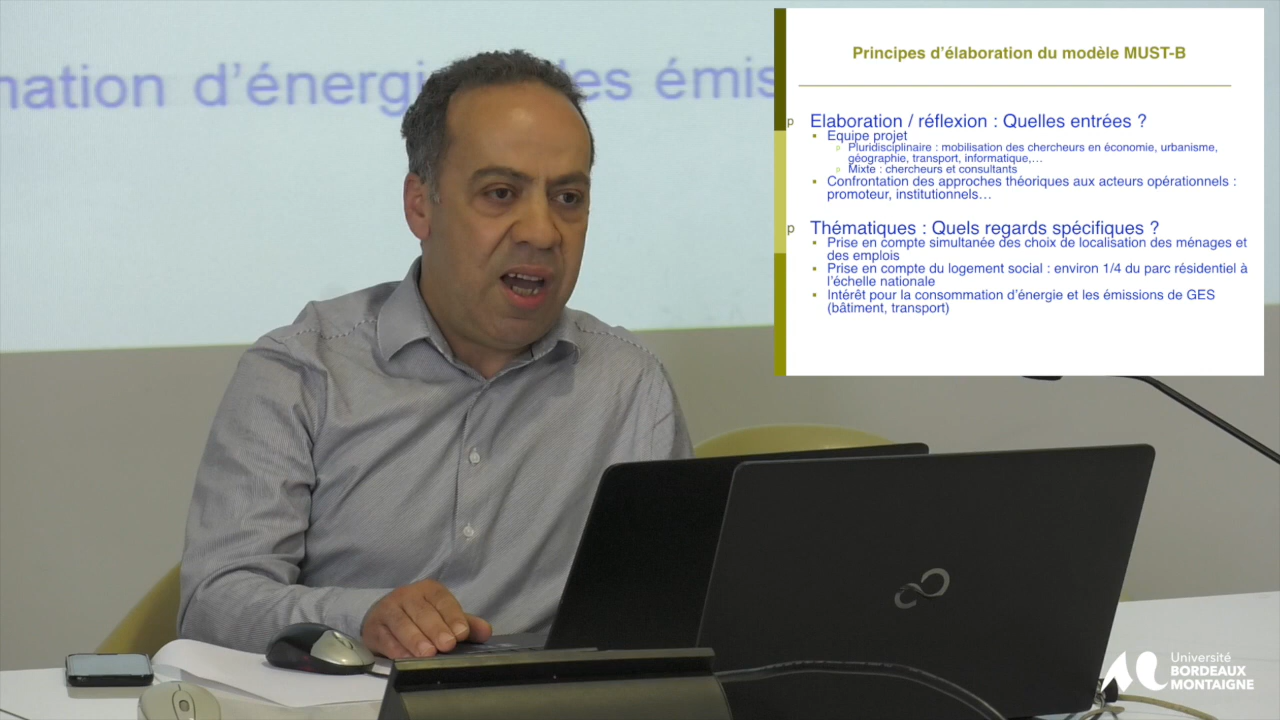 d'énergie
Principes d'élaboration du modèle MUST-B
p Elaboration / réflexion : Quelles entrées ?
▪ Equipe projet
o Pluridisciplinaire : mobilisation des chercheurs en économie, urbanisme,
géographie, transport, informatique,…
o Mixte : chercheurs et consultants
▪ Confrontation des approches théoriques aux acteurs opérationnels :
promoteur, institutionnels…
p Thématiques : Quels regards spécifiques ?
▪ Prise en compte simultanée des choix de localisation des ménages et
des emplois
▪ Prise en compte du logement social : environ 1/4 du parc résidentiel à
l'échelle nationale
▪ Intérêt pour la consommation d'énergie et les émissions de GES
(bâtiment, transport)
Université
BORDEAUX
MONTAIGNE